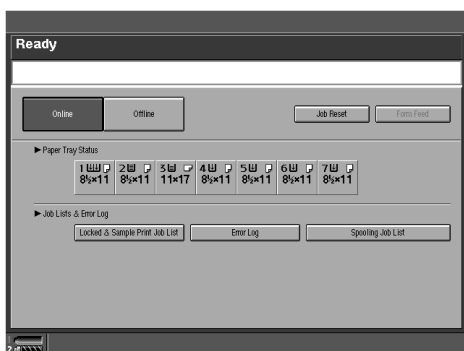 Ready
Online Offline Job Reset Form Feed
► Paper Tray Status
1 2 3 4 5 6 7
8½×11 8½×11 11×17 8½×11 8½×11 8½×11 8½×11
► Job Lists & Error Log
Locked & Sample Print Job List Error Log Spooling Job List